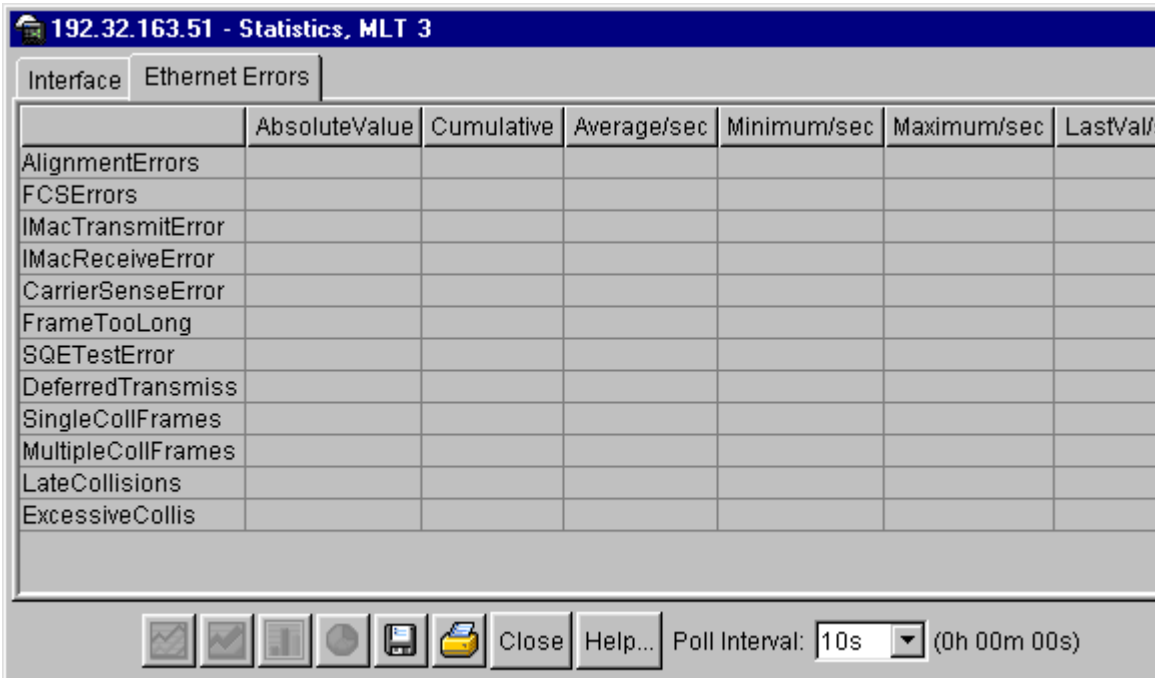 192.32.163.51 - Statistics, MLT 3
Interface Ethernet Errors
AbsoluteValue Cumulative Average/sec Minimum/sec Maximum/sec LastVal/
AlignmentErrors
FCSErrors
IMacTransmitError
IMacReceiveError
CarrierSenseError
FrameTooLong
SQETestError
DeferredTransmiss
SingleCollFrames
MultipleCollFrames
LateCollisions
ExcessiveCollis
Close Help... Poll Interval: 10s (0h 00m 00s)